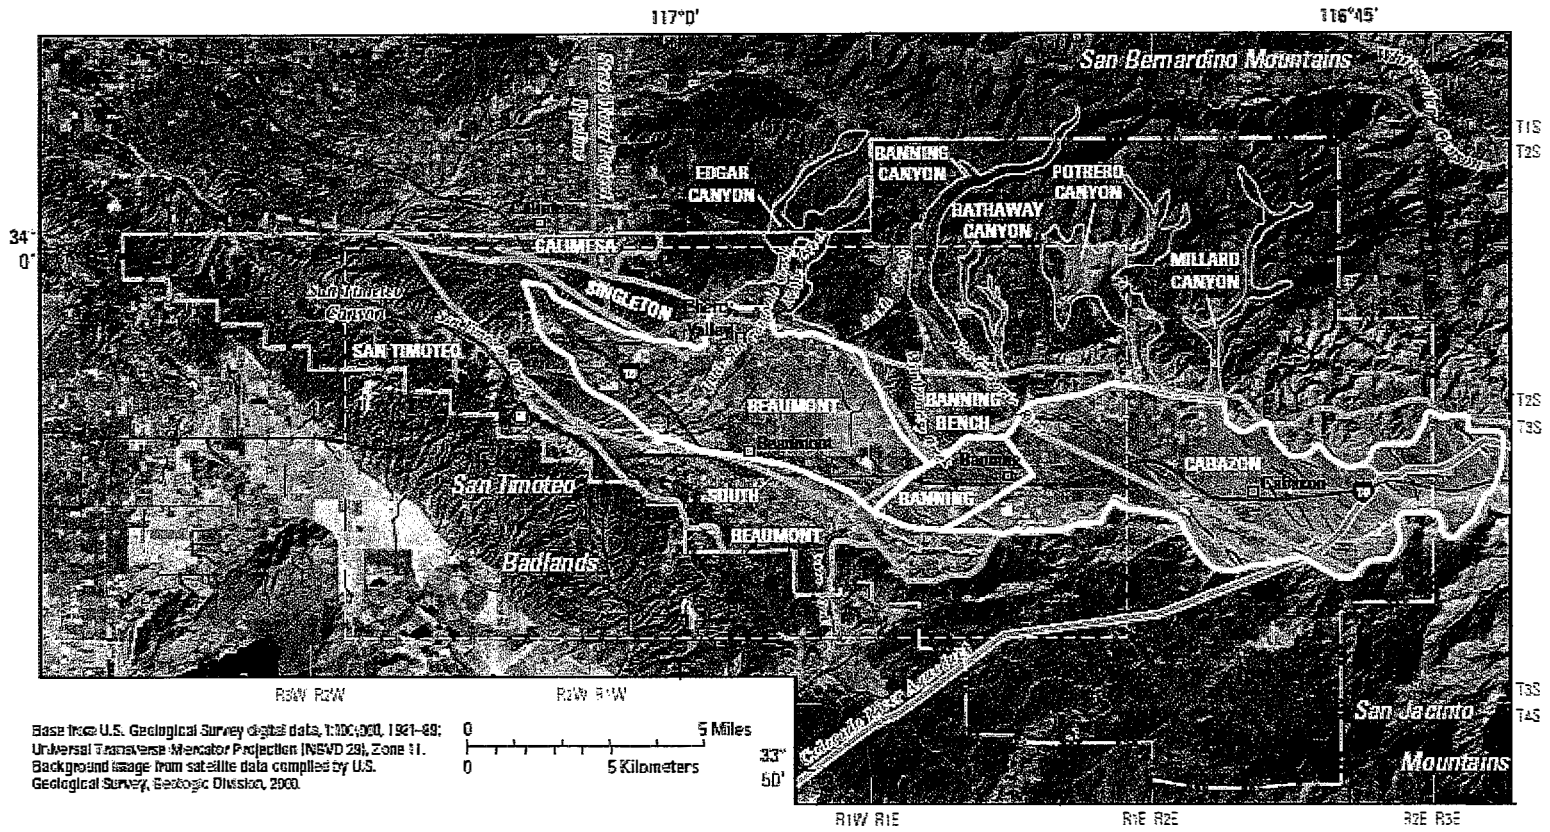 117°0'
116°45'
San Bernardino Mountains
T1S
T2S
BANNING
CANYON
EDGAR
CANYON
POTRERO
CANYON
HATHAWAY
CANYON
34°
0'
CALIMESA
MILLARD
CANYON
San Timoteo
Canyon
SINGLETON
Valley
SAN TIMOTEO
BEAUMONT
BANNING
BENCH
T2S
T3S
Beaumont
Banning
CABAZON
Cabazon
San Timoteo
SOUTH
BANNING
BEAUMONT
Badlands
R3W R2W
R2W R1W
Colorado River Aqueduct
T3S
T4S
San Jacinto
Mountains
Base from U.S. Geological Survey digital data, 1:100,000, 1981-89;
Universal Transverse Mercator Projection (NGVD 29), Zone 11.
Background image from satellite data compiled by U.S.
Geological Survey, Geologic Division, 2000.
0 5 Miles
0 5 Kilometers
33°
50'
R1W R1E
R1E R2E
R2E R3E